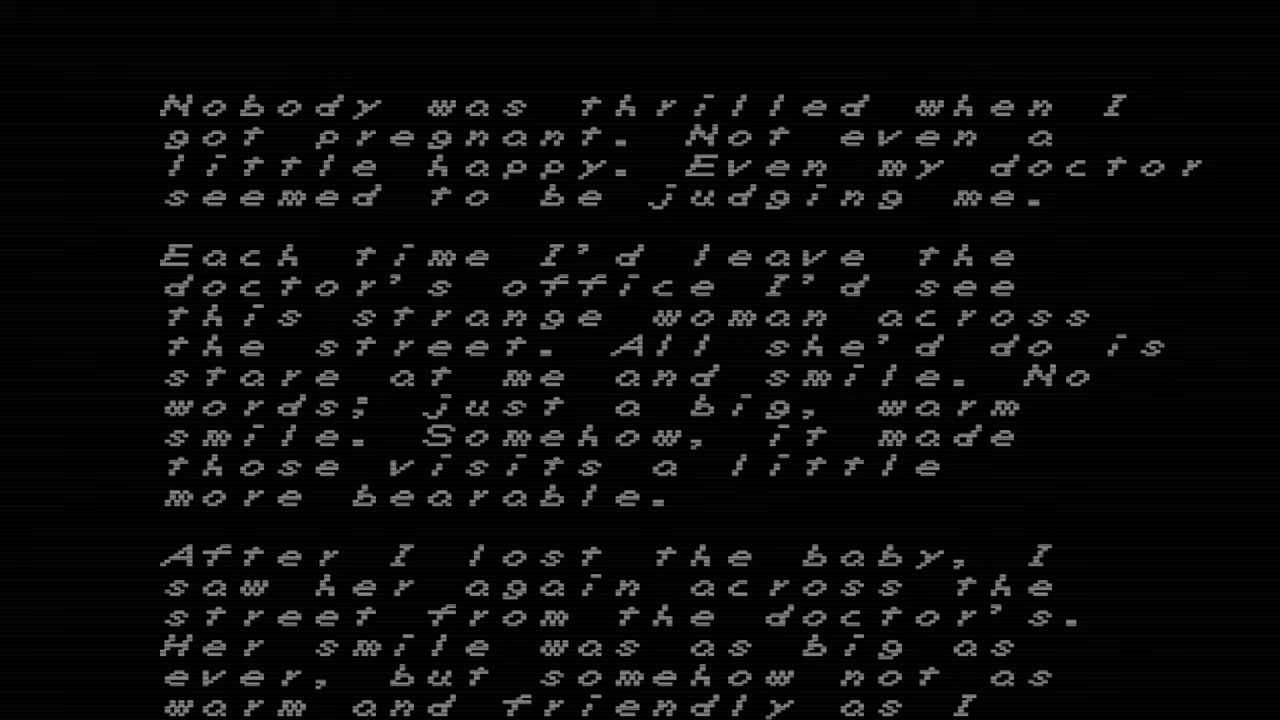 Nobody was thrilled when I
got pregnant. Not even a
little happy. Even my doctor
seemed to be judging me.
Each time I'd leave the
doctor's office I'd see
this strange woman across
the street. All she'd do is
stare at me and smile. No
words; just a big, warm
smile. Somehow, it made
those visits a little
more bearable.
After I lost the baby, I
saw her again across the
street from the doctor's.
Her smile was as big as
ever, but somehow not as
warm and friendly as I